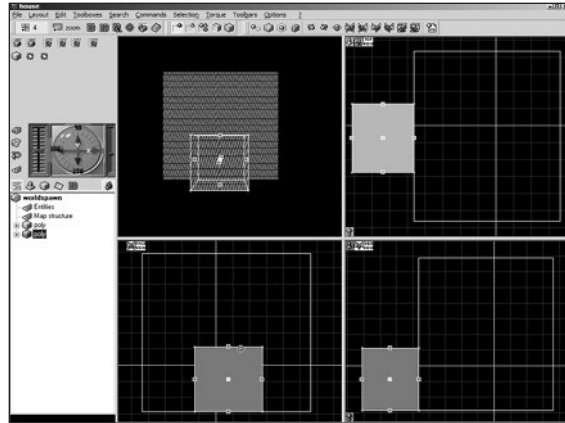 house
File Layout Edit Toolboxes Search Commands Selection Torque Toolbars Options ?
4 zoom
worldspawn
Entities
Map structure
poly
poly